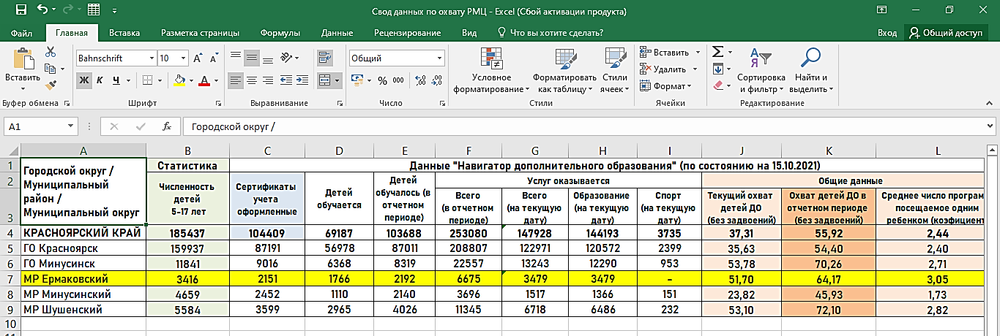 Свод данных по охвату РМЦ - Excel (Сбой активации продукта)
Файл Главная Вставка Разметка страницы Формулы Данные Рецензирование Вид Что вы хотите сделать? Вход Общий доступ
Вставить
Буфер обмена
Bahnschrift 10
Ж К Ч
Шрифт
Выравнивание
Общий
% 000
Число
Условное форматирование
Форматировать как таблицу
Стили ячеек
Стили
Вставить
Удалить
Формат
Ячейки
Сортировка и фильтр
Найти и выделить
Редактирование
A1 fx Городской округ /
A B C D E F G H I J K L
1 Городской округ / Муниципальный район / Муниципальный округ Статистика Данные "Навигатор дополнительного образования" (по состоянию на 15.10.2021)
2 Численность детей 5-17 лет Сертификаты учета оформленные Детей обучается Детей обучалось (в отчетном периоде) Услуг оказывается Общие данные
3 Всего (в отчетном периоде) Всего (на текущую дату) Образование (на текущую дату) Спорт (на текущую дату) Текущий охват детей ДО (без задвоений) Охват детей ДО в отчетном периоде (без задвоений) Среднее число програм посещаемое одним ребенком (коэфициент
4 КРАСНОЯРСКИЙ КРАЙ 185437 104409 69187 103688 253080 147928 144193 3735 37,31 55,92 2,44
5 ГО Красноярск 159937 87191 56978 87011 208807 122971 120572 2399 35,63 54,40 2,40
6 ГО Минусинск 11841 9016 6368 8319 22557 13243 12290 953 53,78 70,26 2,71
7 МР Ермаковский 3416 2151 1766 2192 6675 3479 3479 - 51,70 64,17 3,05
8 МР Минусинский 4659 2452 1110 2140 3696 1517 1366 151 23,82 45,93 1,73
9 МР Шушенский 5584 3599 2965 4026 11345 6718 6486 232 53,10 72,10 2,82
10
11